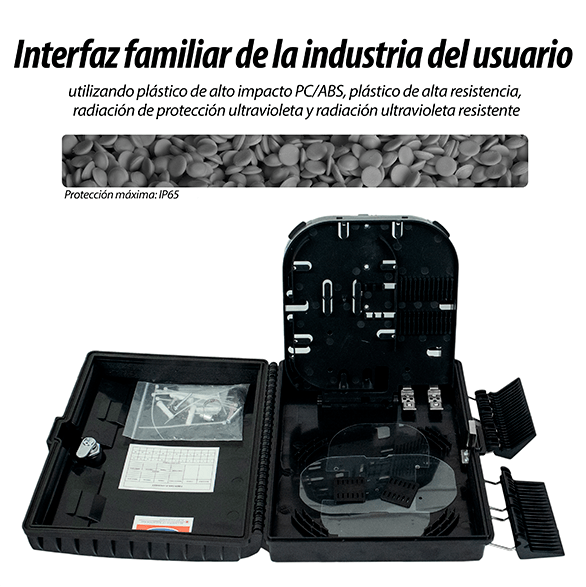 Interfaz familiar de la industria del usuario
utilizando plástico de alto impacto PC/ABS, plástico de alta resistencia,
radiación de protección ultravioleta y radiación ultravioleta resistente
Protección máxima: IP65